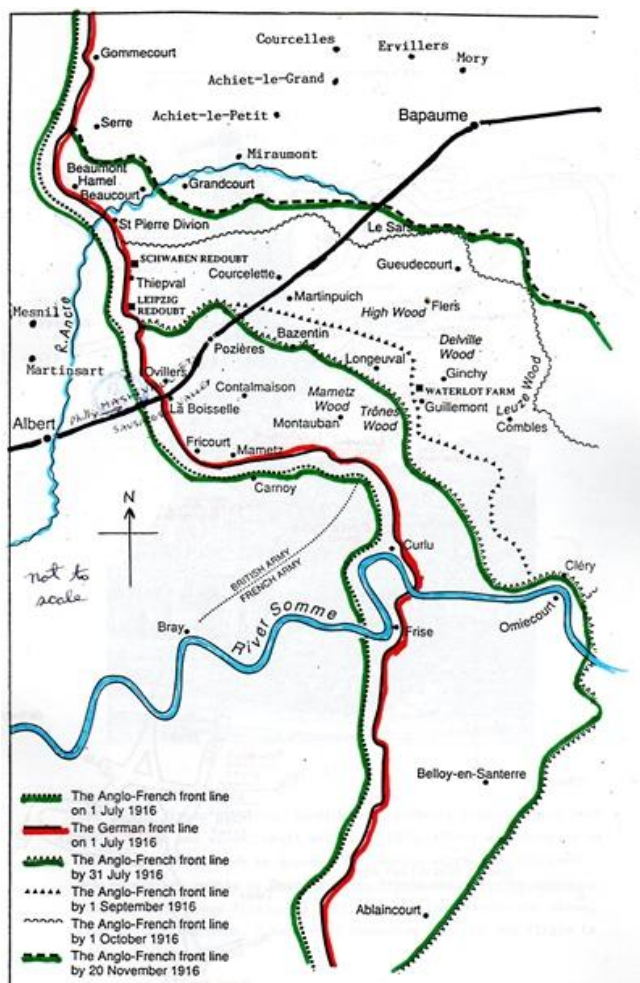 Courcelles
Ervillers
Mory
Gommecourt
Achiet-le-Grand
Achiet-le-Petit
Bapaume
Serre
Miraumont
Beaumont
Hamel
Beaucourt
Grandcourt
St Pierre Divion
Le Sars
SCHWABEN REDOUBT
Thiepval
Courcelette
Gueudecourt
LEIPZIG
REDOUBT
Martinpuich
High Wood
Flers
Mesnil
R. Ancre
Pozières
Bazentin
Delville
Wood
Martinsart
Ovillers
Longeuval
Ginchy
MASH VALLEY
SAUSAGE VALLEY
La Boisselle
Contalmaison
Mametz
Wood
WATERLOT FARM
Guillemont
Leuze Wood
Albert
Montauban
Trônes
Wood
Combles
Fricourt
Mametz
Carnoy
N
not to
scale
BRITISH ARMY
FRENCH ARMY
Curlu
Cléry
Bray
River Somme
Frise
Omiecourt
Belloy-en-Santerre
Ablaincourt
The Anglo-French front line
on 1 July 1916
The German front line
on 1 July 1916
The Anglo-French front line
by 31 July 1916
The Anglo-French front line
by 1 September 1916
The Anglo-French front line
by 1 October 1916
The Anglo-French front line
by 20 November 1916